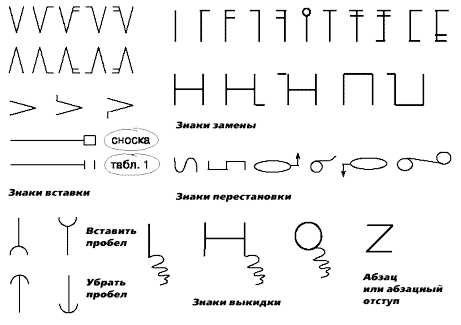 сноска
табл. 1
Знаки вставки
Знаки замены
Знаки перестановки
Вставить
пробел
Убрать
пробел
Знаки выкидки
Абзац
или абзацный
отступ